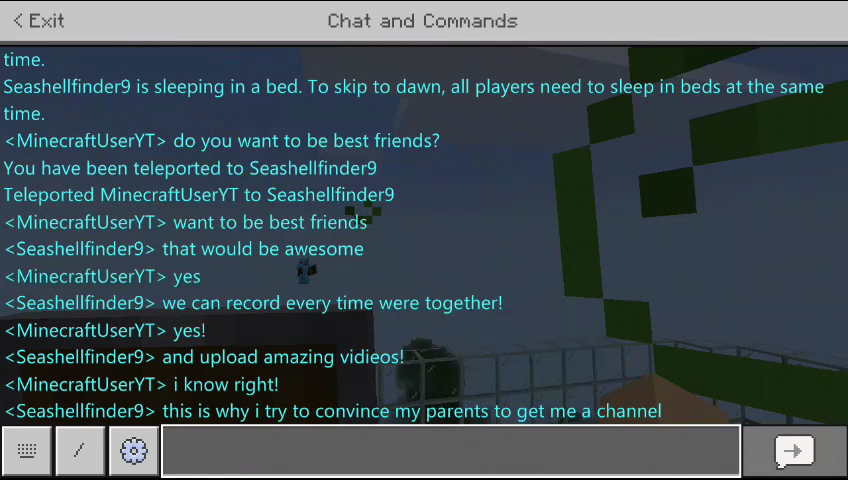 < Exit
Chat and Commands
time.
Seashellfinder9 is sleeping in a bed. To skip to dawn, all players need to sleep in beds at the same
time.
<MinecraftUserYT> do you want to be best friends?
You have been teleported to Seashellfinder9
Teleported MinecraftUserYT to Seashellfinder9
<MinecraftUserYT> want to be best friends
<Seashellfinder9> that would be awesome
<MinecraftUserYT> yes
<Seashellfinder9> we can record every time were together!
<MinecraftUserYT> yes!
<Seashellfinder9> and upload amazing vidieos!
<MinecraftUserYT> i know right!
<Seashellfinder9> this is why i try to convince my parents to get me a channel
/